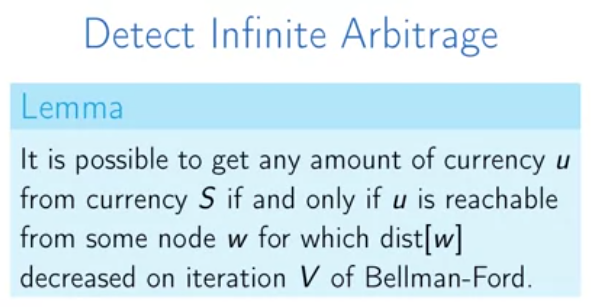 Detect Infinite Arbitrage
Lemma
It is possible to get any amount of currency u
from currency S if and only if u is reachable
from some node w for which dist[w]
decreased on iteration V of Bellman-Ford.